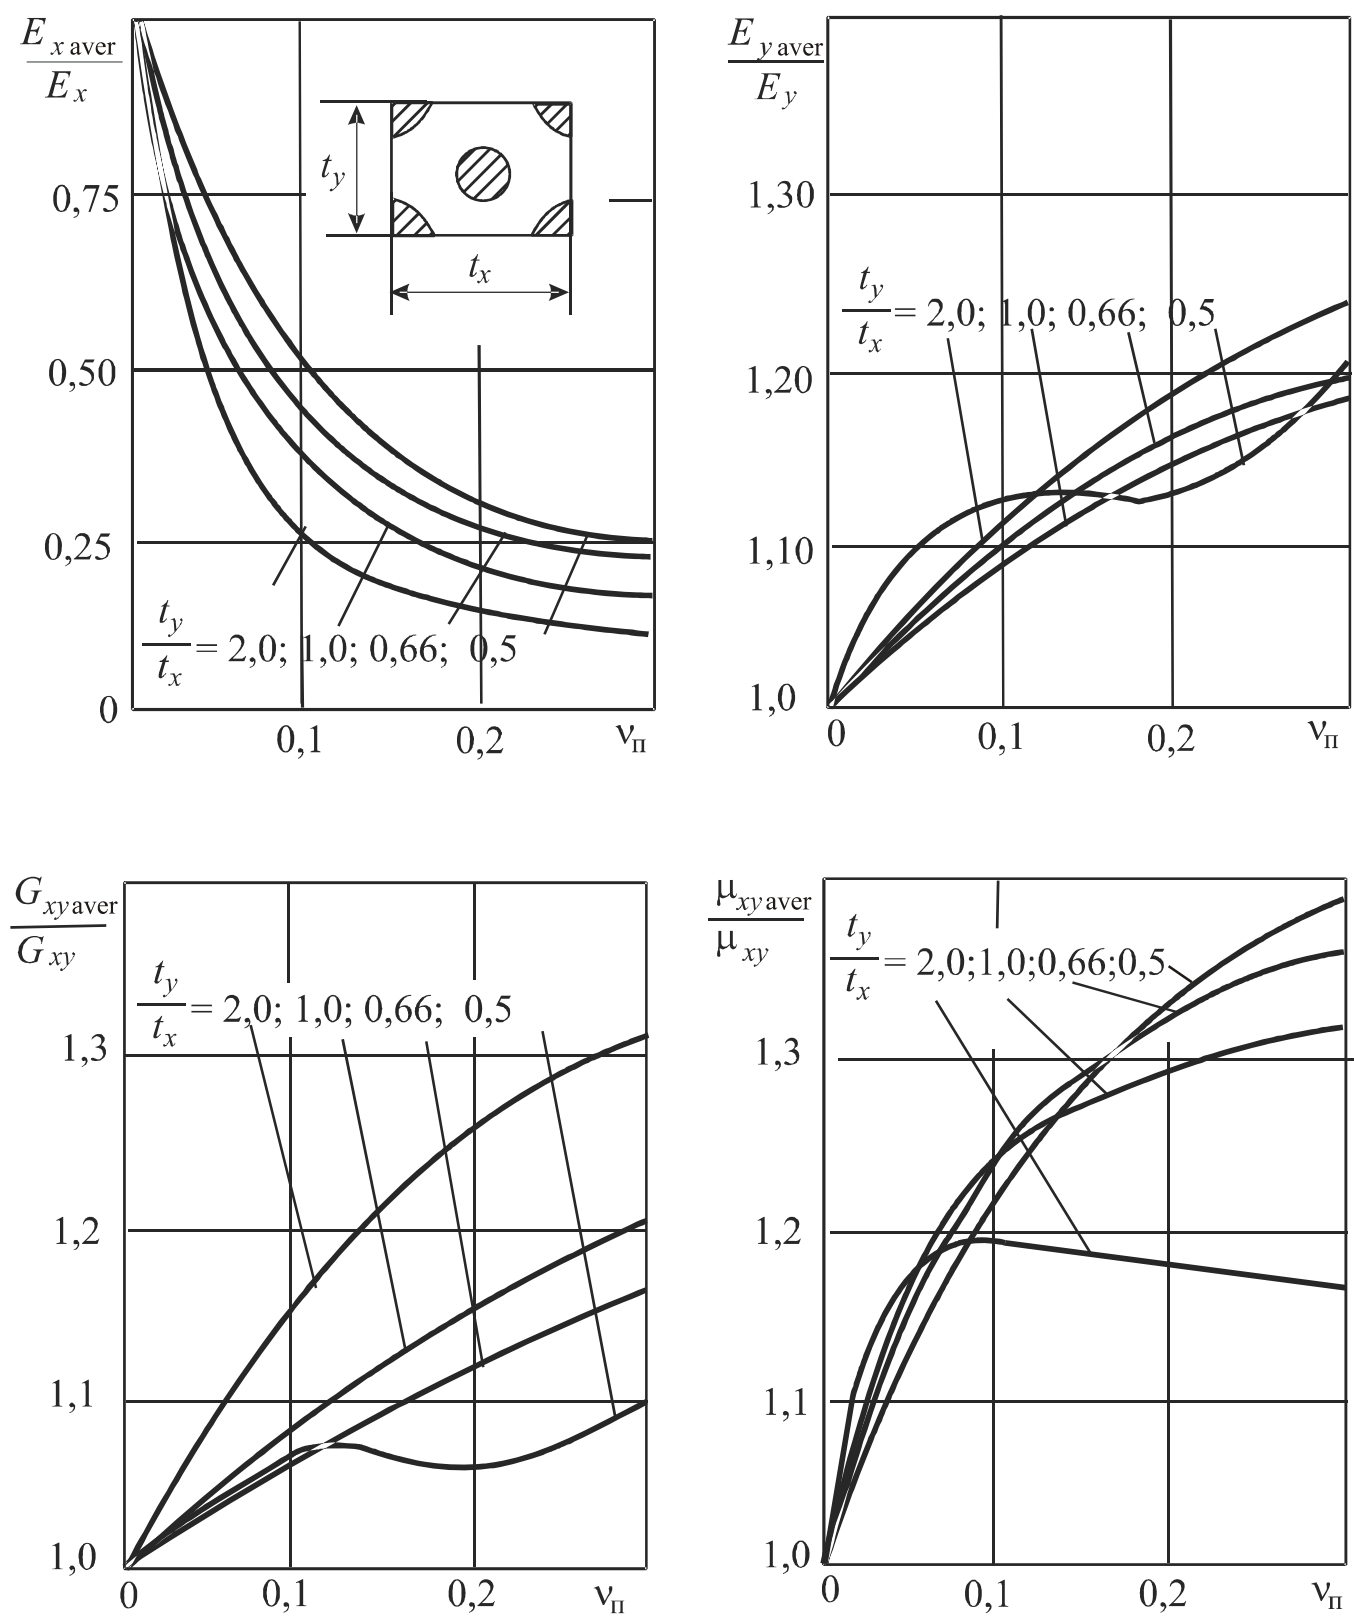 E x aver
E x
0,75
0,50
0,25
0
t y
t x
t y
t x = 2,0; 1,0; 0,66; 0,5
0,1 0,2 ν п
E y aver
E y
1,30
1,20
1,10
1,0
t y
t x = 2,0; 1,0; 0,66; 0,5
0 0,1 0,2 ν п
G xy aver
G xy
t y
t x = 2,0; 1,0; 0,66; 0,5
1,3
1,2
1,1
1,0
0 0,1 0,2 ν п
μ xy aver
μ xy
t y
t x = 2,0;1,0;0,66;0,5
1,3
1,2
1,1
1,0
0 0,1 0,2 ν п